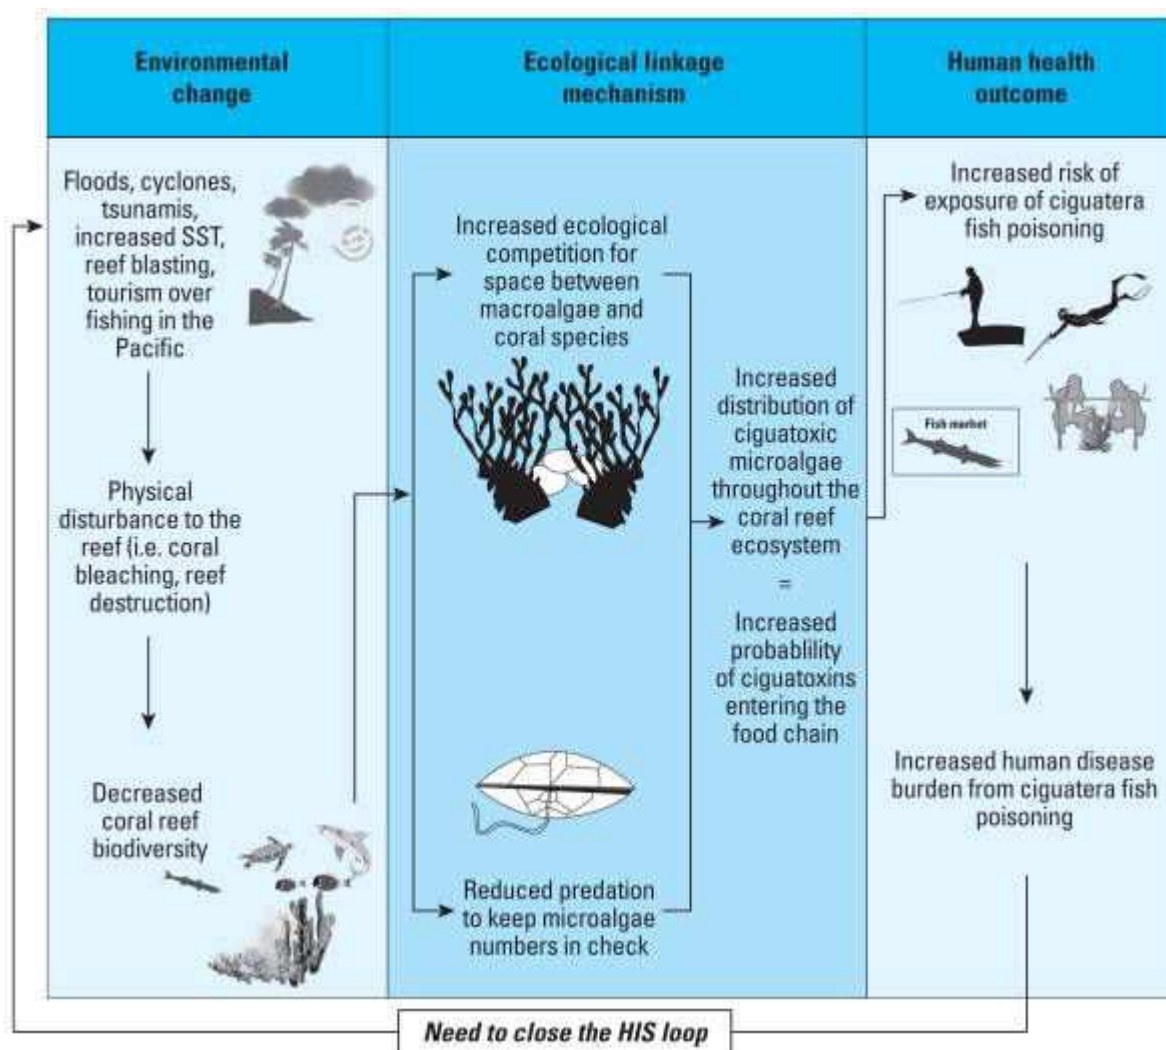 Environmental
change
Ecological linkage
mechanism
Human health
outcome
Floods, cyclones,
tsunamis,
increased SST,
reef blasting,
tourism over
fishing in the
Pacific
Physical
disturbance to the
reef (i.e. coral
bleaching, reef
destruction)
Decreased
coral reef
biodiversity
Increased ecological
competition for
space between
macroalgae and
coral species
Reduced predation
to keep microalgae
numbers in check
Increased
distribution of
ciguatoxic
microalgae
throughout the
coral reef
ecosystem
=
Increased
probablility
of ciguatoxins
entering the
food chain
Increased risk of
exposure of ciguatera
fish poisoning
Fish market
Increased human disease
burden from ciguatera fish
poisoning
Need to close the HIS loop